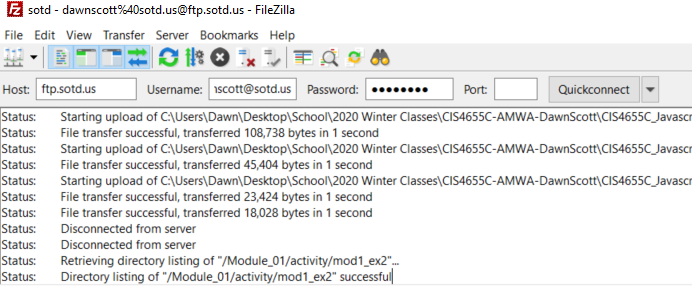 sotd - dawnscott%40sotd.us@ftp.sotd.us - FileZilla
File Edit View Transfer Server Bookmarks Help
Host: ftp.sotd.us Username: scott@sotd.us Password: ●●●●●●●● Port: Quickconnect
Status: Starting upload of C:\Users\Dawn\Desktop\School\2020 Winter Classes\CIS4655C-AMWA-DawnScott\CIS4655C_Javascr
Status: File transfer successful, transferred 108,738 bytes in 1 second
Status: Starting upload of C:\Users\Dawn\Desktop\School\2020 Winter Classes\CIS4655C-AMWA-DawnScott\CIS4655C_Javascr
Status: File transfer successful, transferred 45,404 bytes in 1 second
Status: Starting upload of C:\Users\Dawn\Desktop\School\2020 Winter Classes\CIS4655C-AMWA-DawnScott\CIS4655C_Javascr
Status: File transfer successful, transferred 23,424 bytes in 1 second
Status: File transfer successful, transferred 18,028 bytes in 1 second
Status: Disconnected from server
Status: Disconnected from server
Status: Retrieving directory listing of "/Module_01/activity/mod1_ex2"...
Status: Directory listing of "/Module_01/activity/mod1_ex2" successful